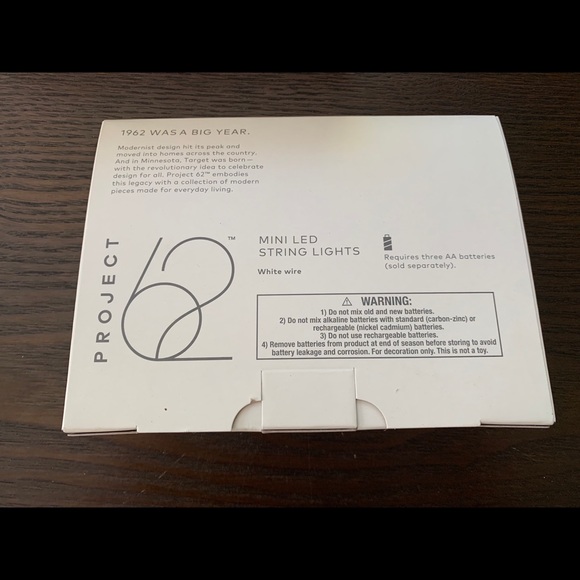 1962 WAS A BIG YEAR.
Modernist design hit its peak and
moved into homes across the country.
And in Minnesota, Target was born—
with the revolutionary idea to celebrate
design for all. Project 62™ embodies
this legacy with a collection of modern
pieces made for everyday living.
PROJECT
62™
MINI LED
STRING LIGHTS
White wire
Requires three AA batteries
(sold separately).
⚠ WARNING:
1) Do not mix old and new batteries.
2) Do not mix alkaline batteries with standard (carbon-zinc) or
rechargeable (nickel cadmium) batteries.
3) Do not use rechargeable batteries.
4) Remove batteries from product at end of season before storing to avoid
battery leakage and corrosion. For decoration only. This is not a toy.